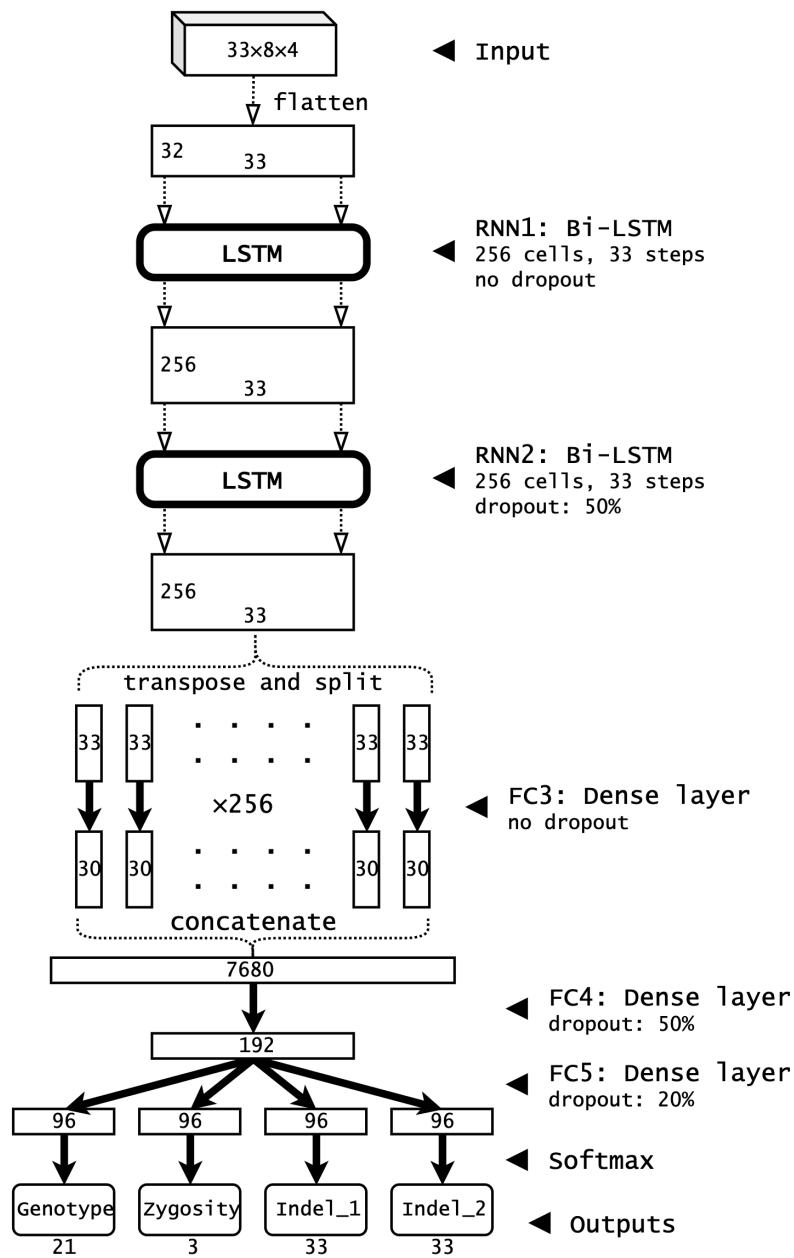 33×8×4
Input
flatten
32
33
RNN1: Bi-LSTM
LSTM
256 cells, 33 steps
no dropout
256
33
RNN2: Bi-LSTM
LSTM
256 cells, 33 steps
dropout: 50%
256
33
transpose and split
33 33 33 33
×256
FC3: Dense layer
no dropout
30 30 30 30
concatenate
7680
FC4: Dense layer
dropout: 50%
192
FC5: Dense layer
dropout: 20%
96 96 96 96
Softmax
Genotype Zygosity Indel_1 Indel_2
Outputs
21 3 33 33